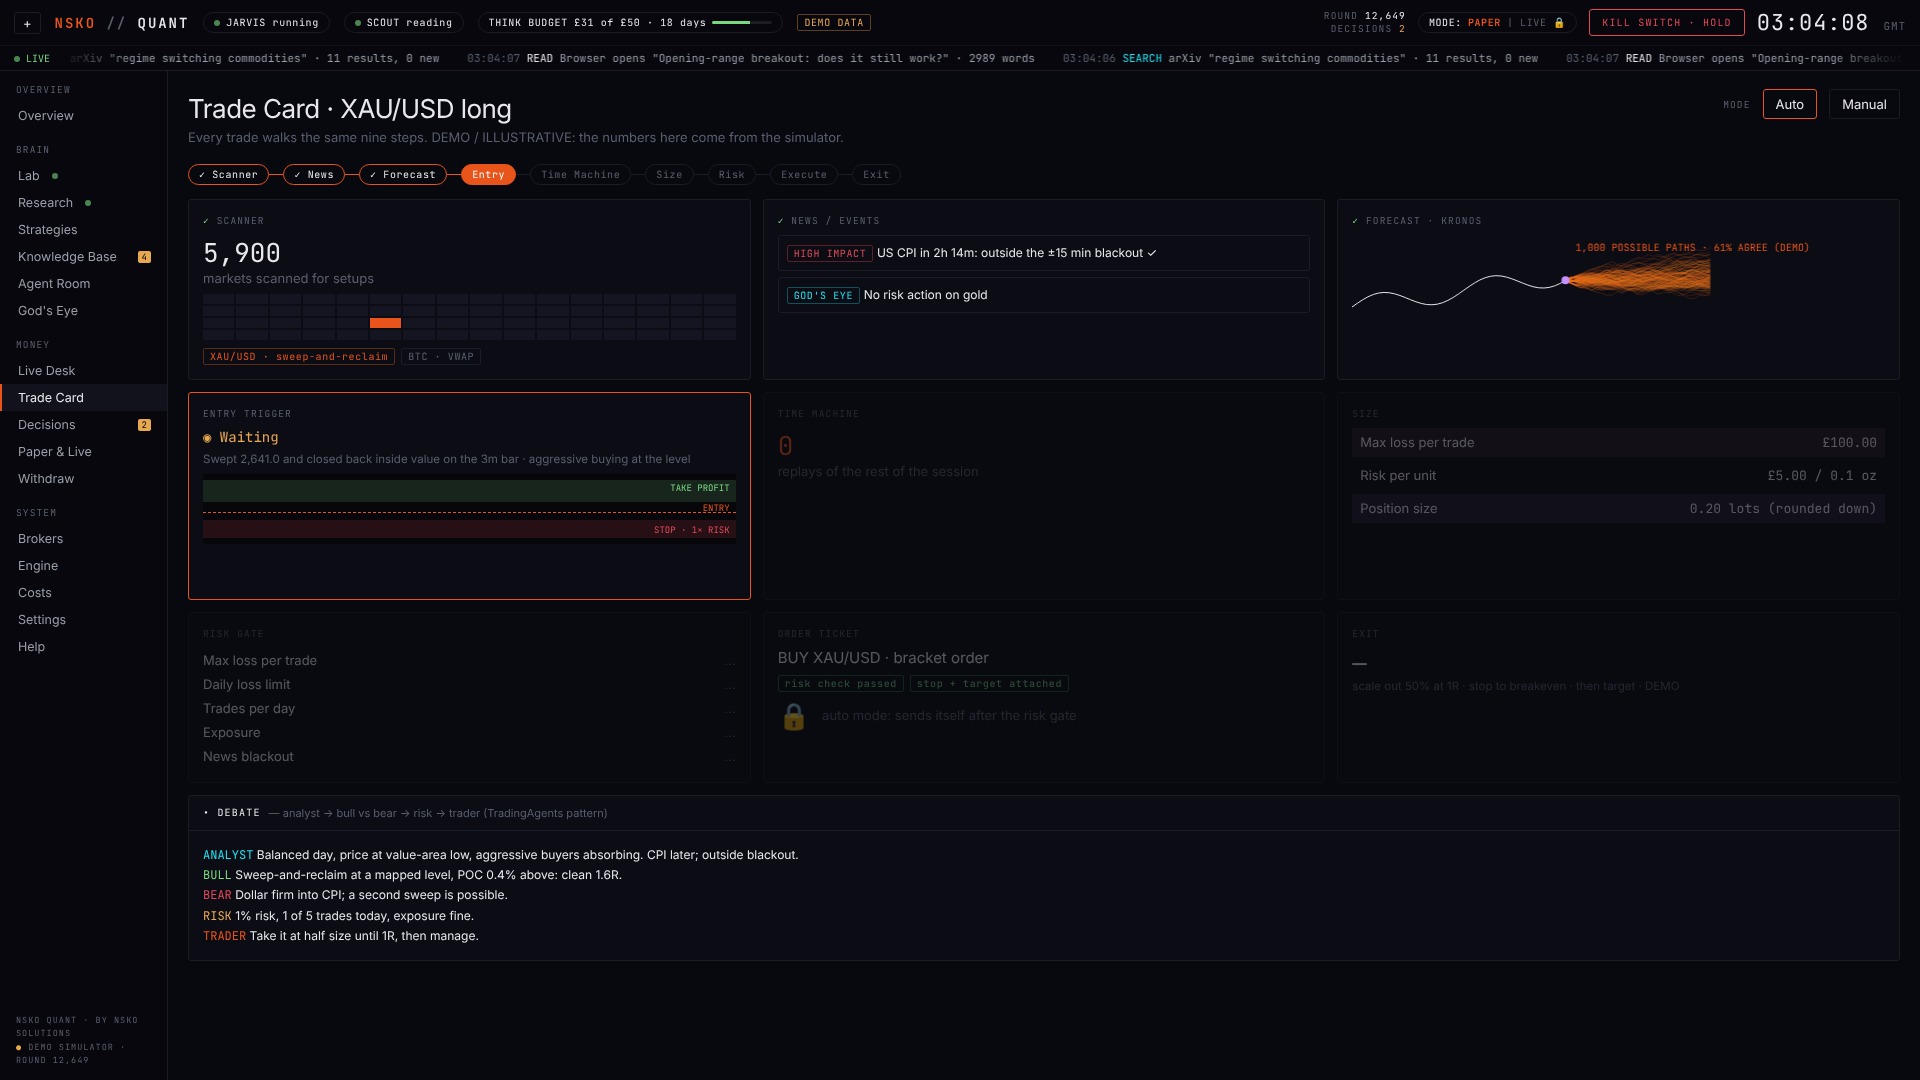 + NSKO // QUANT JARVIS running SCOUT reading THINK BUDGET £31 of £50 · 18 days DEMO DATA ROUND 12,649 DECISIONS 2 MODE: PAPER | LIVE KILL SWITCH · HOLD 03:04:08 GMT
LIVE arXiv "regime switching commodities" · 11 results, 0 new 03:04:07 READ Browser opens "Opening-range breakout: does it still work?" · 2989 words 03:04:06 SEARCH arXiv "regime switching commodities" · 11 results, 0 new 03:04:07 READ Browser opens "Opening-range breakou
OVERVIEW
Overview
BRAIN
Lab
Research
Strategies
Knowledge Base 4
Agent Room
God's Eye
MONEY
Live Desk
Trade Card
Decisions 2
Paper & Live
Withdraw
SYSTEM
Brokers
Engine
Costs
Settings
Help
NSKO QUANT · BY NSKO
SOLUTIONS
DEMO SIMULATOR ·
ROUND 12,649
Trade Card · XAU/USD long
MODE Auto Manual
Every trade walks the same nine steps. DEMO / ILLUSTRATIVE: the numbers here come from the simulator.
✓ Scanner ✓ News ✓ Forecast Entry Time Machine Size Risk Execute Exit
✓ SCANNER
5,900
markets scanned for setups
XAU/USD · sweep-and-reclaim BTC · VWAP
✓ NEWS / EVENTS
HIGH IMPACT US CPI in 2h 14m: outside the ±15 min blackout ✓
GOD'S EYE No risk action on gold
✓ FORECAST · KRONOS
1,000 POSSIBLE PATHS · 61% AGREE (DEMO)
ENTRY TRIGGER
◉ Waiting
Swept 2,641.0 and closed back inside value on the 3m bar · aggressive buying at the level
TAKE PROFIT
ENTRY
STOP · 1× RISK
TIME MACHINE
0
replays of the rest of the session
SIZE
Max loss per trade £100.00
Risk per unit £5.00 / 0.1 oz
Position size 0.20 lots (rounded down)
RISK GATE
Max loss per trade ...
Daily loss limit ...
Trades per day ...
Exposure ...
News blackout ...
ORDER TICKET
BUY XAU/USD · bracket order
risk check passed stop + target attached
auto mode: sends itself after the risk gate
EXIT
—
scale out 50% at 1R · stop to breakeven · then target · DEMO
• DEBATE — analyst → bull vs bear → risk → trader (TradingAgents pattern)
ANALYST Balanced day, price at value-area low, aggressive buyers absorbing. CPI later; outside blackout.
BULL Sweep-and-reclaim at a mapped level, POC 0.4% above: clean 1.6R.
BEAR Dollar firm into CPI; a second sweep is possible.
RISK 1% risk, 1 of 5 trades today, exposure fine.
TRADER Take it at half size until 1R, then manage.